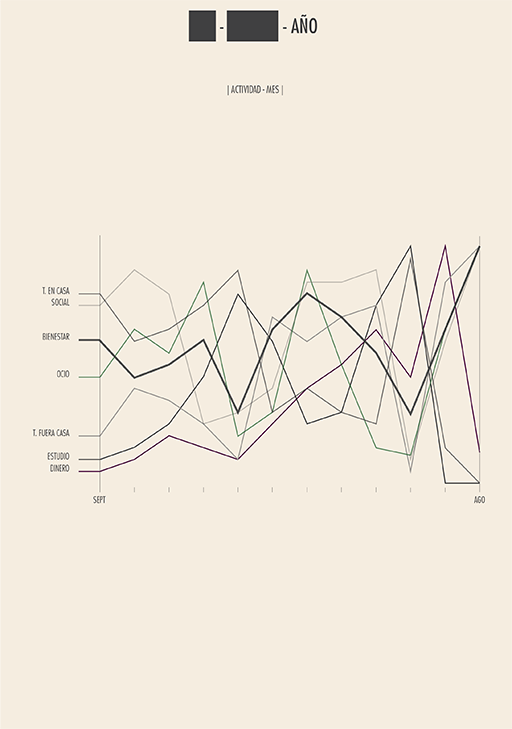 - - AÑO
| ACTIVIDAD - MES |
T. EN CASA
SOCIAL
BIENESTAR
OCIO
T. FUERA CASA
ESTUDIO
DINERO
SEPT
AGO